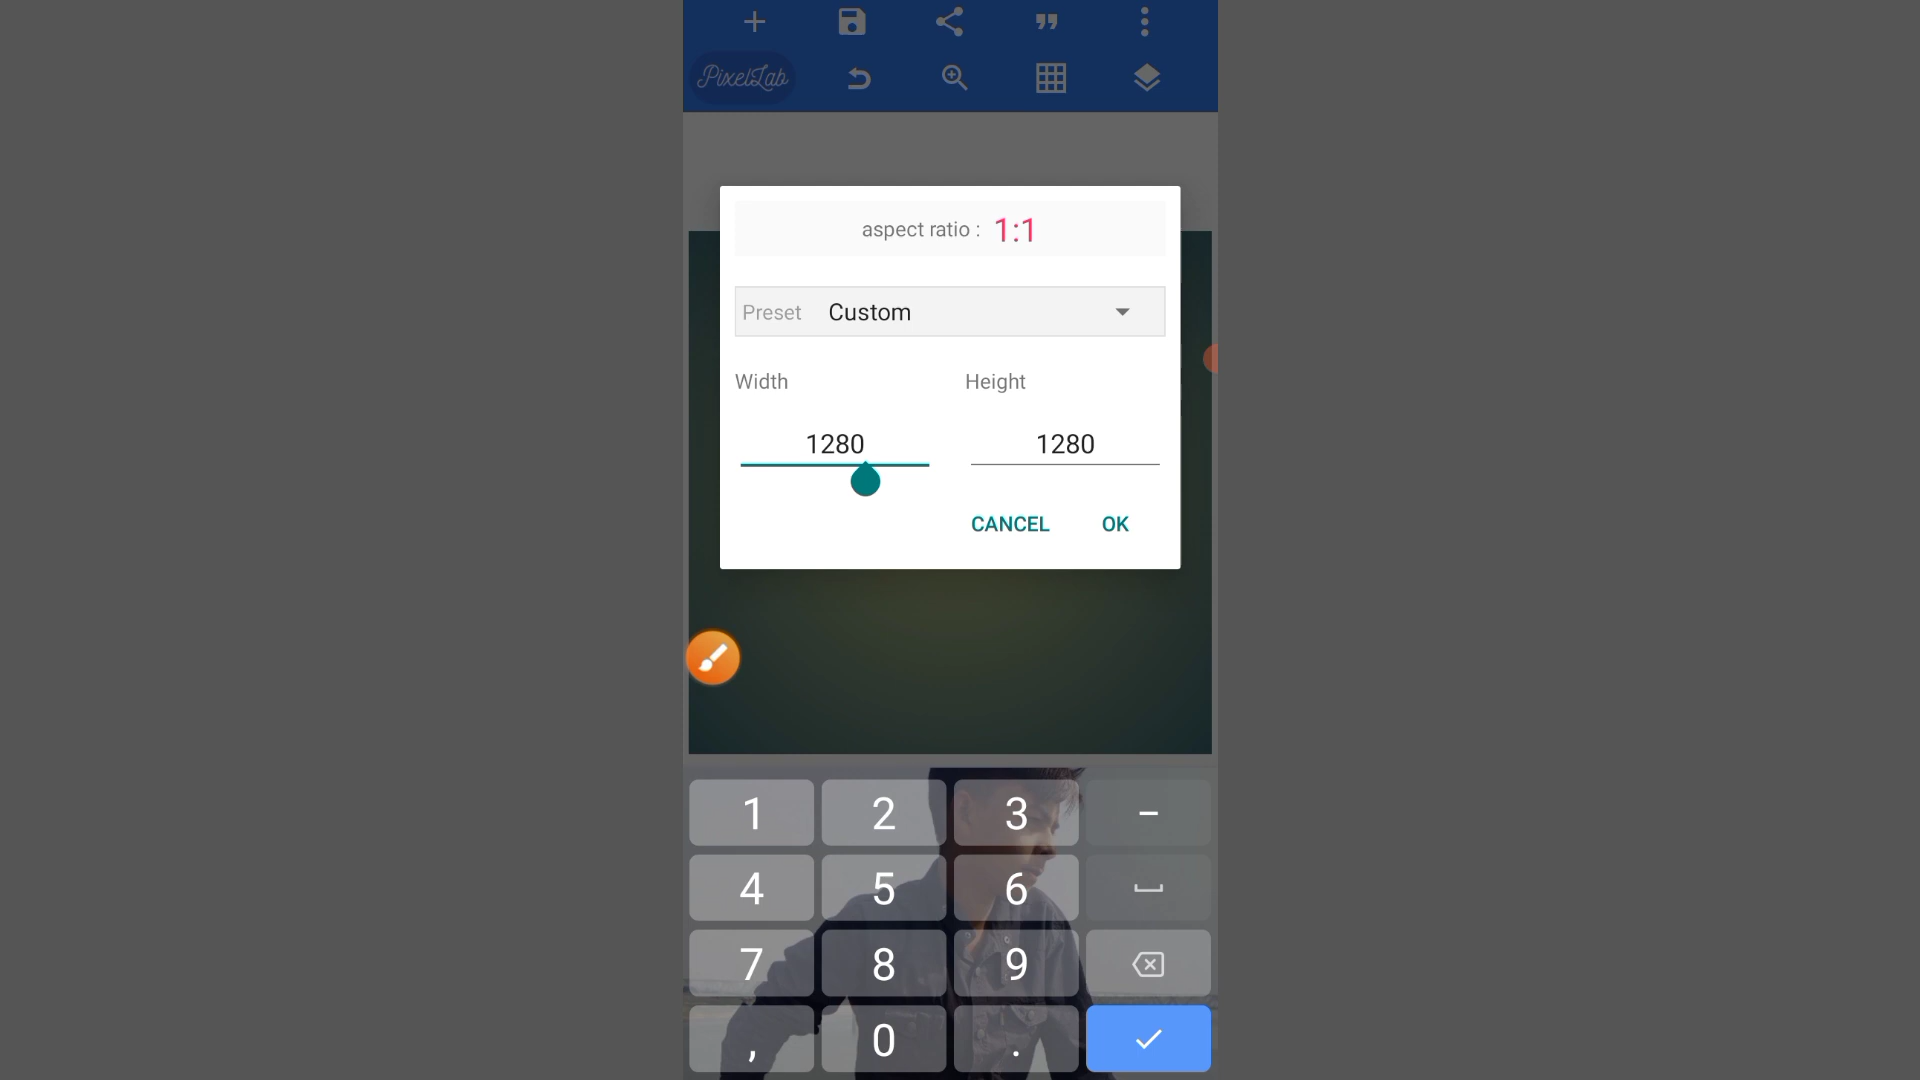 PixelLab
aspect ratio : 1:1
Preset Custom
Width Height
1280 1280
CANCEL OK
1 2 3 –
4 5 6
7 8 9
, 0 .